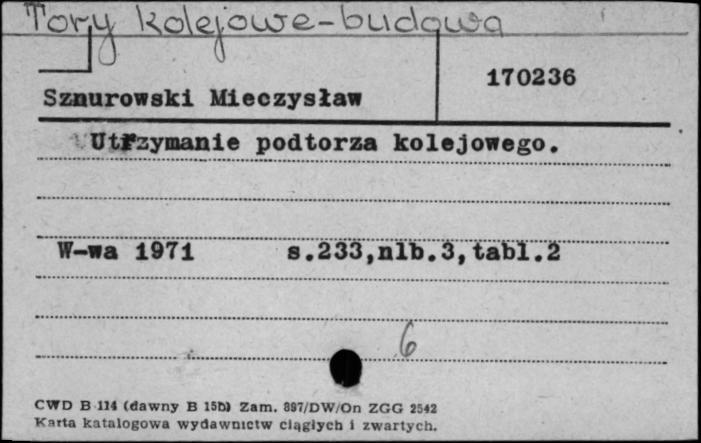 Tory kolejowe-budowa
170236
Sznurowski Mieczysław
Utrzymanie podtorza kolejowego.
W-wa 1971 s.233,nlb.3,tabl.2
6
CWD B 114 (dawny B 15b) Zam. 897/DW/On ZGG 2542
Karta katalogowa wydawnictw ciągłych i zwartych.